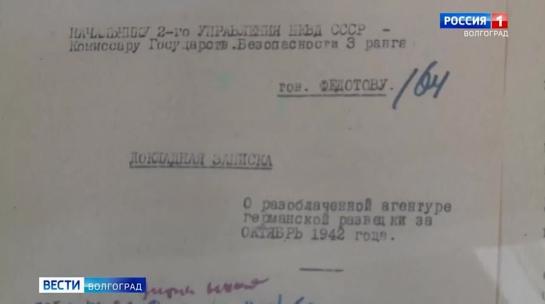 РОССИЯ 1
ВОЛГОГРАД
НАЧАЛЬНИКУ 2-го УПРАВЛЕНИЯ НКВД СССР -
Комиссару Государств.Безопасности 3 ранга
тов. ФЕДОТОВУ.
164
ДОКЛАДНАЯ ЗАПИСКА
О разоблаченной агентуре
германской разведки за
ОКТЯБРЬ 1942 года.
ВЕСТИ ВОЛГОГРАД